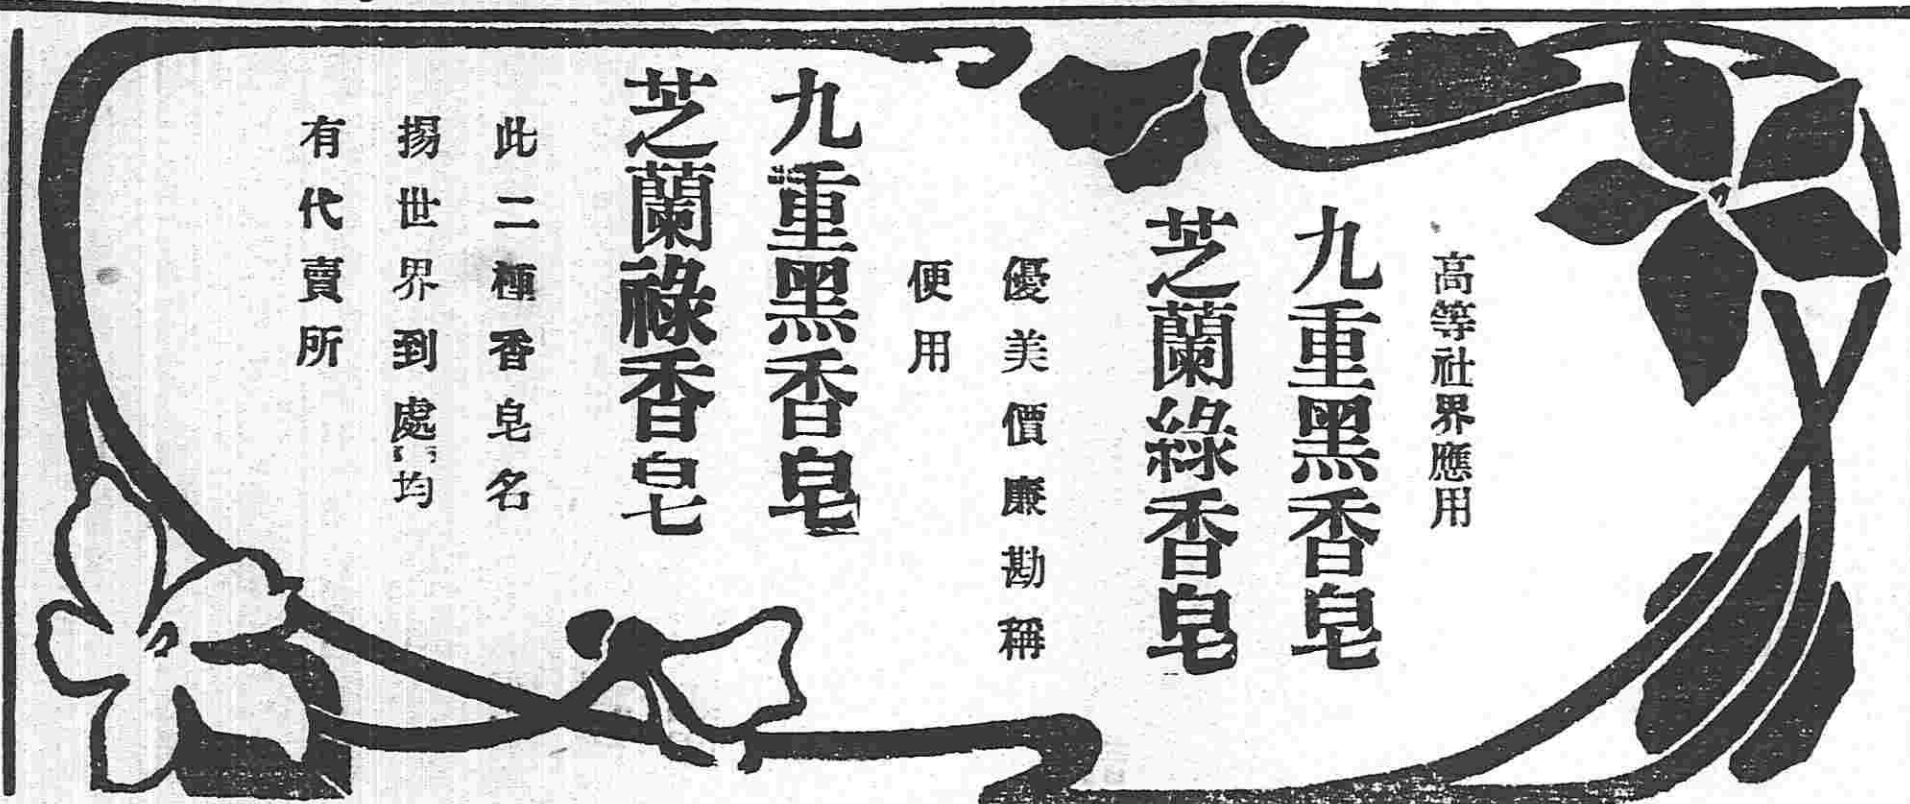 高等社界應用
九重黑香皂
芝蘭綠香皂
優美價廉勘稱
便用
九重黑香皂
芝蘭祿香皂
此二種香皂名
揚世界到處均
有代賣所